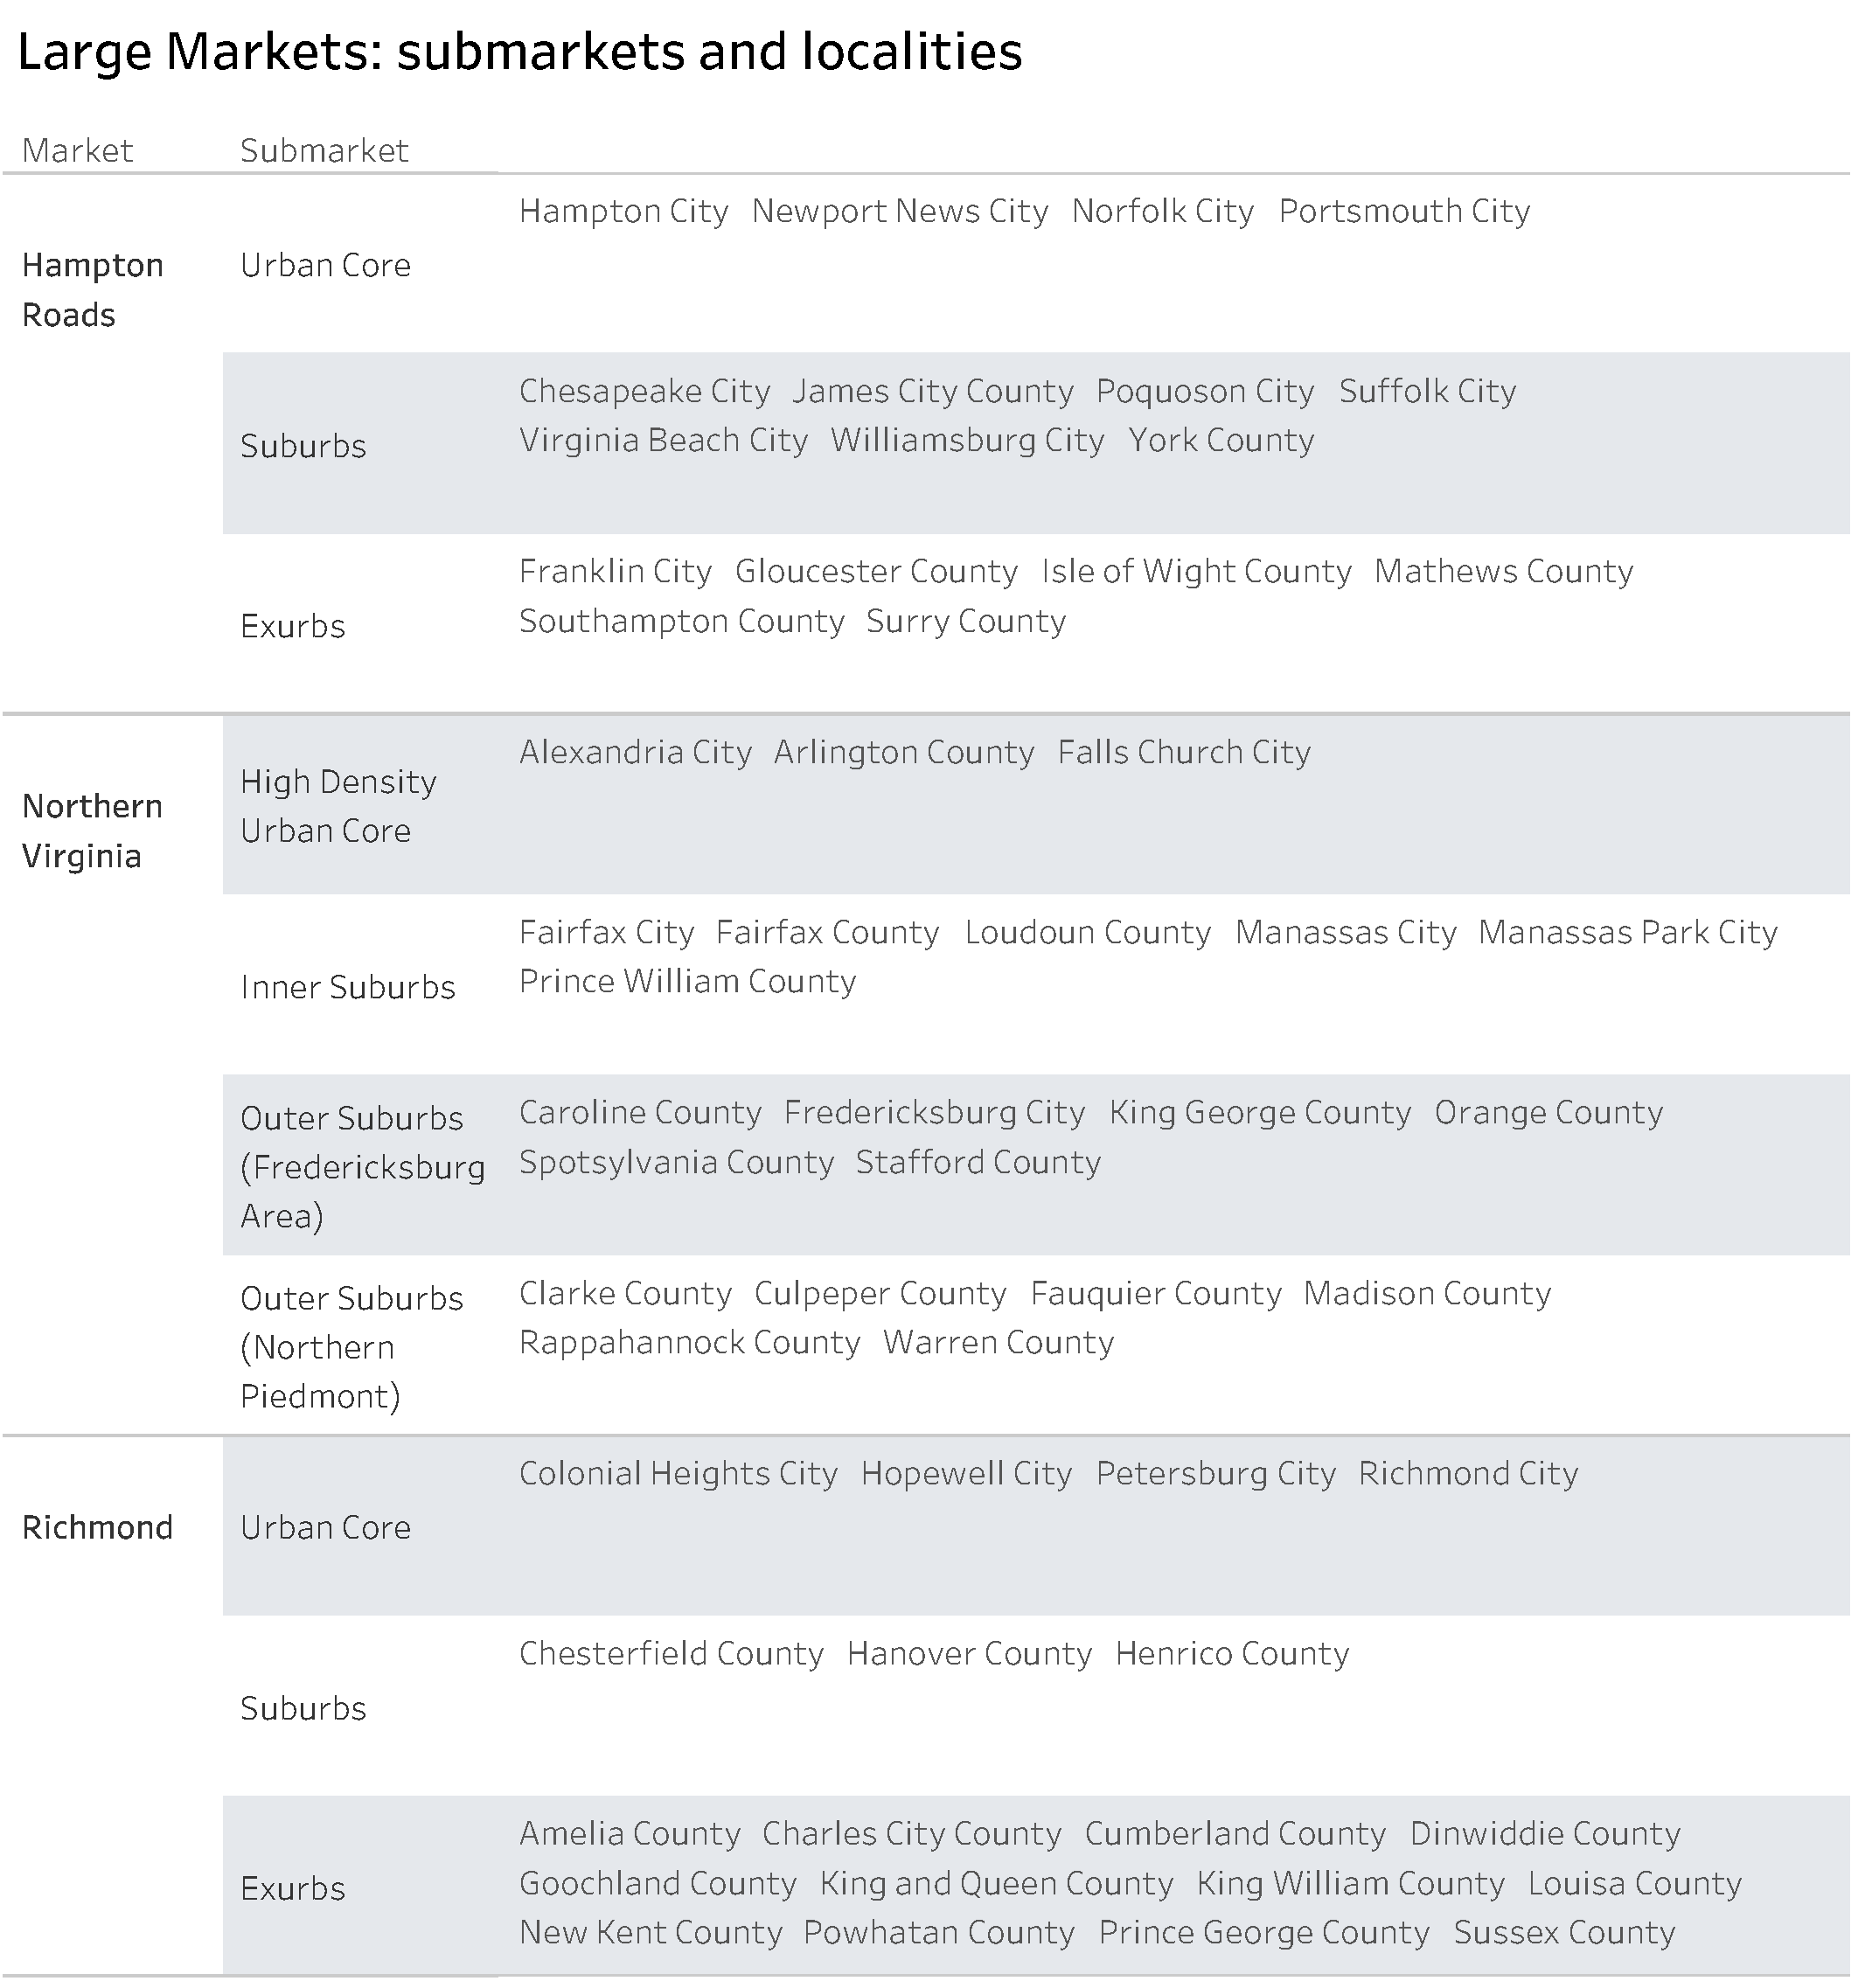 Large Markets: submarkets and localities
Market Submarket
Hampton City Newport News City Norfolk City Portsmouth City
Hampton
Roads
Urban Core
Chesapeake City James City County Poquoson City Suffolk City
Virginia Beach City Williamsburg City York County
Suburbs
Franklin City Gloucester County Isle of Wight County Mathews County
Southampton County Surry County
Exurbs
Northern
Virginia
High Density
Urban Core
Alexandria City Arlington County Falls Church City
Inner Suburbs
Fairfax City Fairfax County Loudoun County Manassas City Manassas Park City
Prince William County
Outer Suburbs
(Fredericksburg
Area)
Caroline County Fredericksburg City King George County Orange County
Spotsylvania County Stafford County
Outer Suburbs
(Northern
Piedmont)
Clarke County Culpeper County Fauquier County Madison County
Rappahannock County Warren County
Richmond
Urban Core
Colonial Heights City Hopewell City Petersburg City Richmond City
Suburbs
Chesterfield County Hanover County Henrico County
Exurbs
Amelia County Charles City County Cumberland County Dinwiddie County
Goochland County King and Queen County King William County Louisa County
New Kent County Powhatan County Prince George County Sussex County